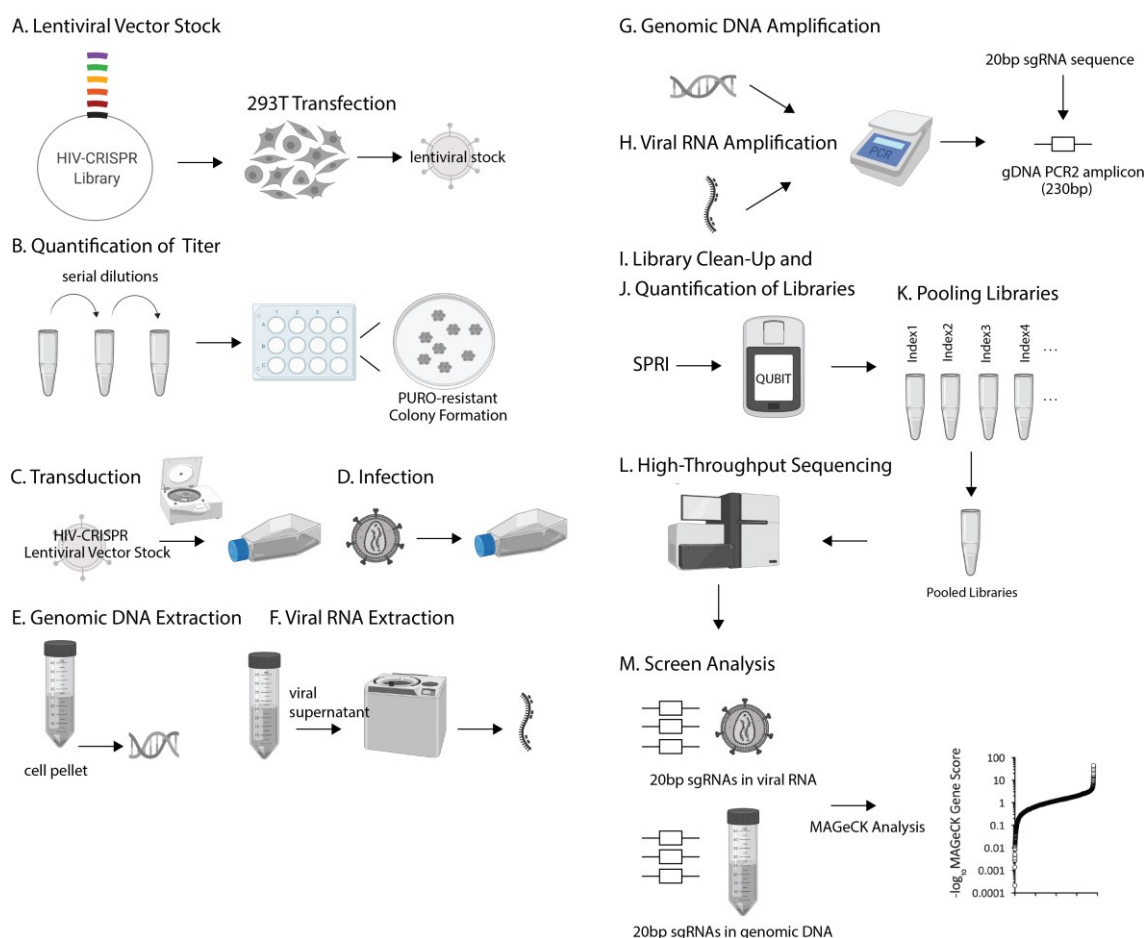 A. Lentiviral Vector Stock
HIV-CRISPR
Library
293T Transfection
lentiviral stock
B. Quantification of Titer
serial dilutions
1 2 3 4
A
B
C
PURO-resistant
Colony Formation
C. Transduction
HIV-CRISPR
Lentiviral Vector Stock
D. Infection
E. Genomic DNA Extraction
cell pellet
F. Viral RNA Extraction
viral
supernatant
G. Genomic DNA Amplification
20bp sgRNA sequence
H. Viral RNA Amplification
PCR
gDNA PCR2 amplicon
(230bp)
I. Library Clean-Up and
J. Quantification of Libraries
SPRI
QUBIT
K. Pooling Libraries
Index1
Index2
Index3
Index4
...
...
Pooled Libraries
L. High-Throughput Sequencing
M. Screen Analysis
20bp sgRNAs in viral RNA
20bp sgRNAs in genomic DNA
MAGeCK Analysis
-log10MAGeCK Gene Score
100
10
1
0.1
0.01
0.001
0.0001